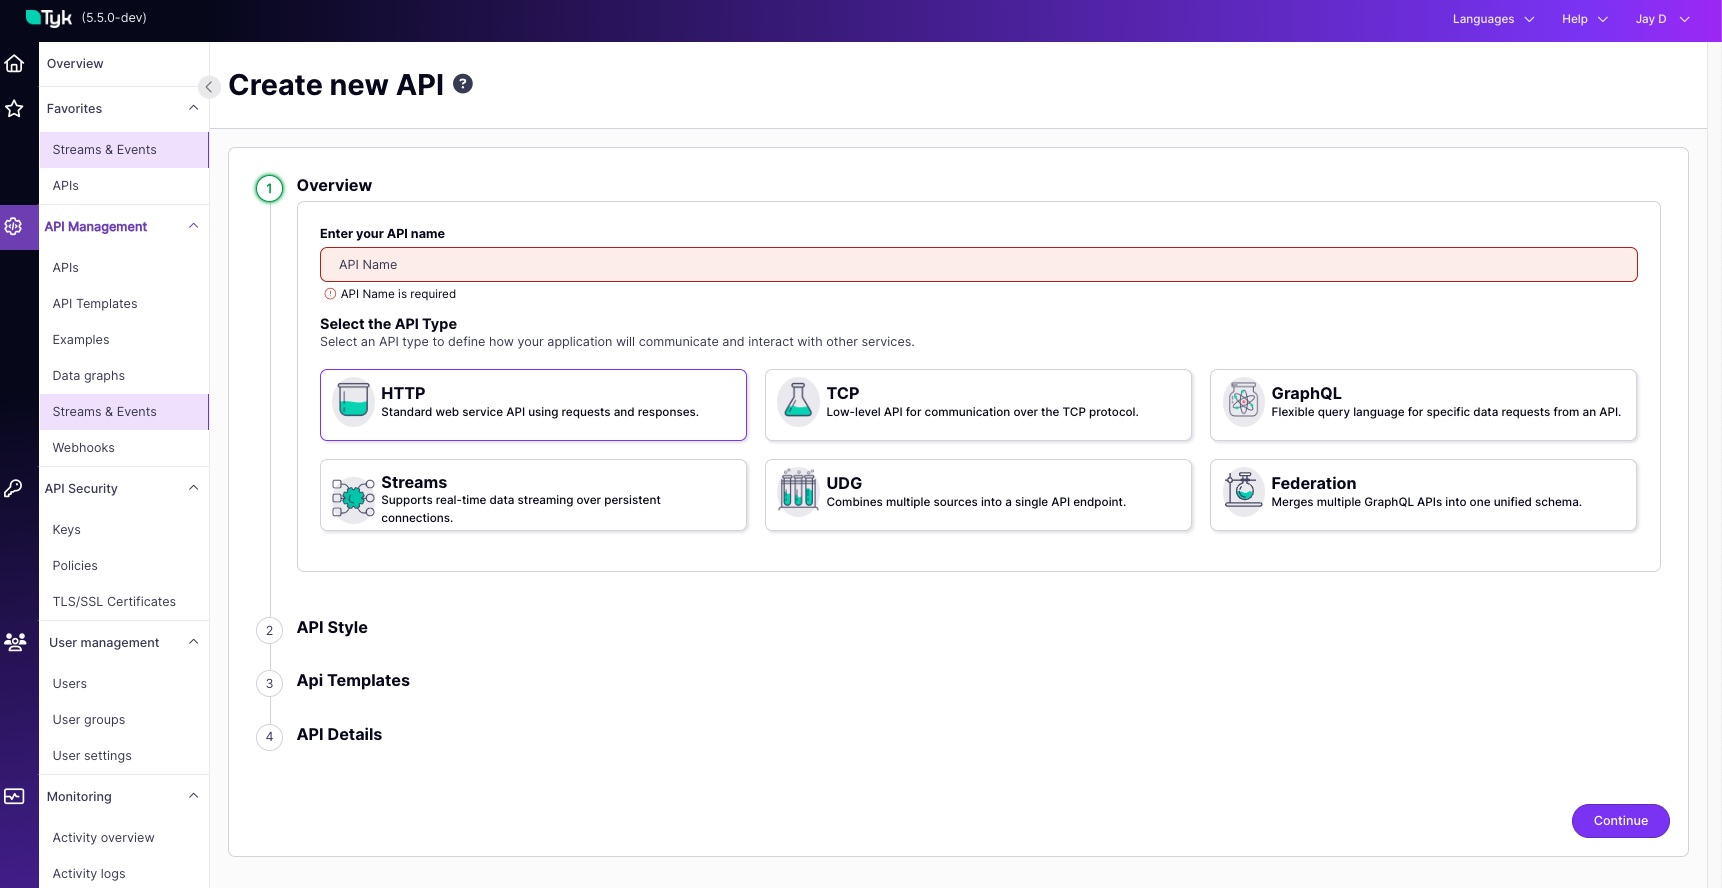 Tyk (5.5.0-dev)
Languages
Help
Jay D
Overview
Favorites
Streams & Events
APIs
API Management
APIs
API Templates
Examples
Data graphs
Streams & Events
Webhooks
API Security
Keys
Policies
TLS/SSL Certificates
User management
Users
User groups
User settings
Monitoring
Activity overview
Activity logs
Create new API ?
1 Overview
Enter your API name
API Name
API Name is required
Select the API Type
Select an API type to define how your application will communicate and interact with other services.
HTTP
Standard web service API using requests and responses.
TCP
Low-level API for communication over the TCP protocol.
GraphQL
Flexible query language for specific data requests from an API.
Streams
Supports real-time data streaming over persistent
connections.
UDG
Combines multiple sources into a single API endpoint.
Federation
Merges multiple GraphQL APIs into one unified schema.
2 API Style
3 Api Templates
4 API Details
Continue